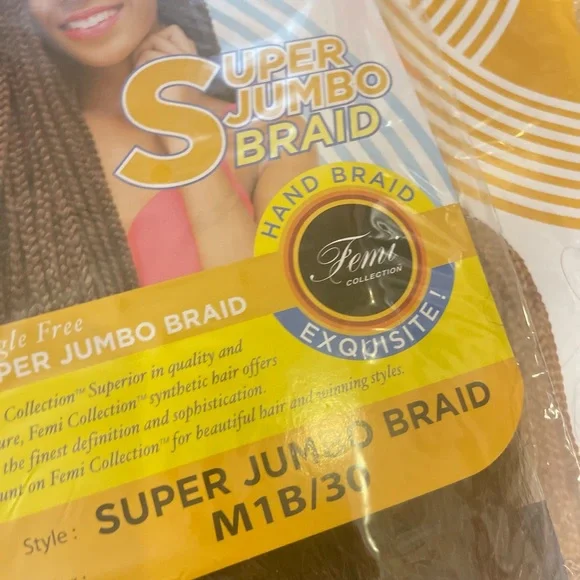 SUPER
JUMBO
BRAID
HAND BRAID
Femi
COLLECTION
EXQUISITE!
gle Free
PER JUMBO BRAID
Collection™ Superior in quality and
ure, Femi Collection™ synthetic hair offers
the finest definition and sophistication.
unt on Femi Collection™ for beautiful hair and winning styles.
Style: SUPER JUMBO BRAID
M1B/30